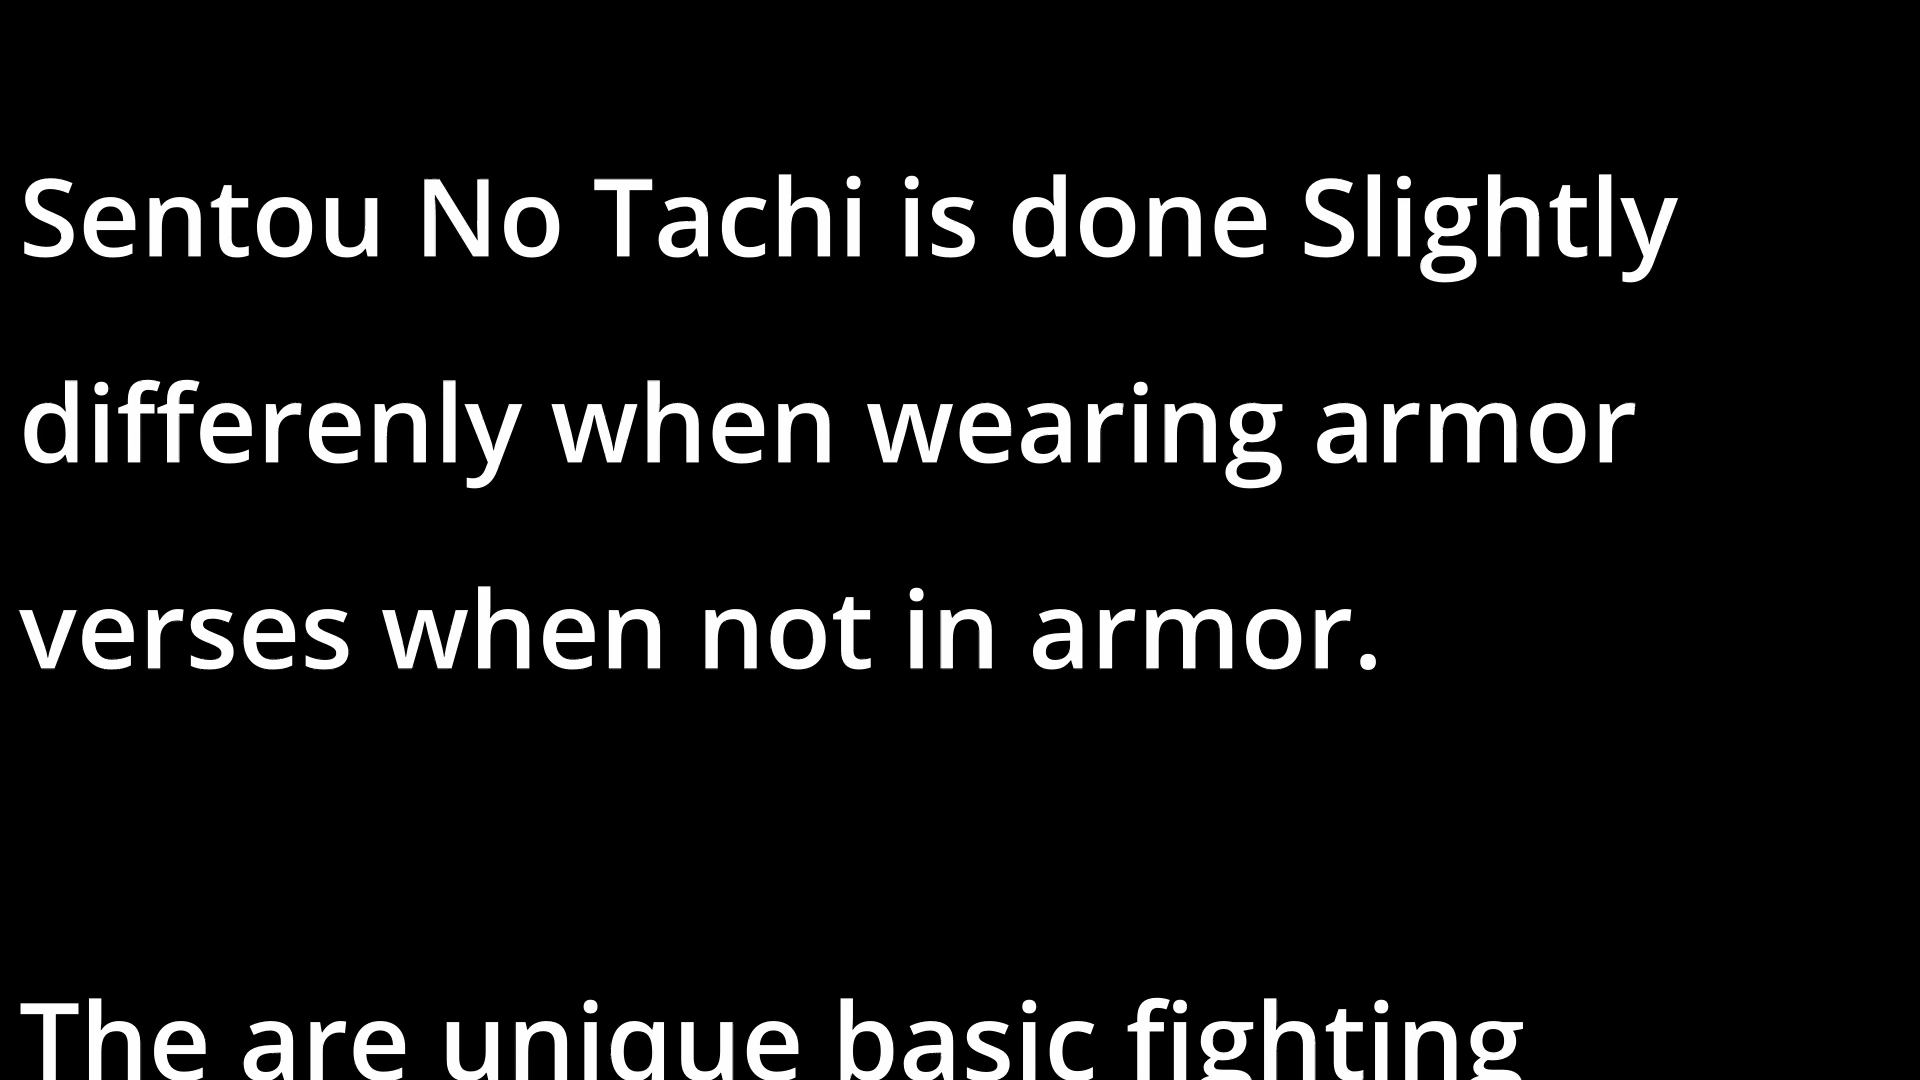 Sentou No Tachi is done Slightly
differenly when wearing armor
verses when not in armor.
The are unique basic fighting